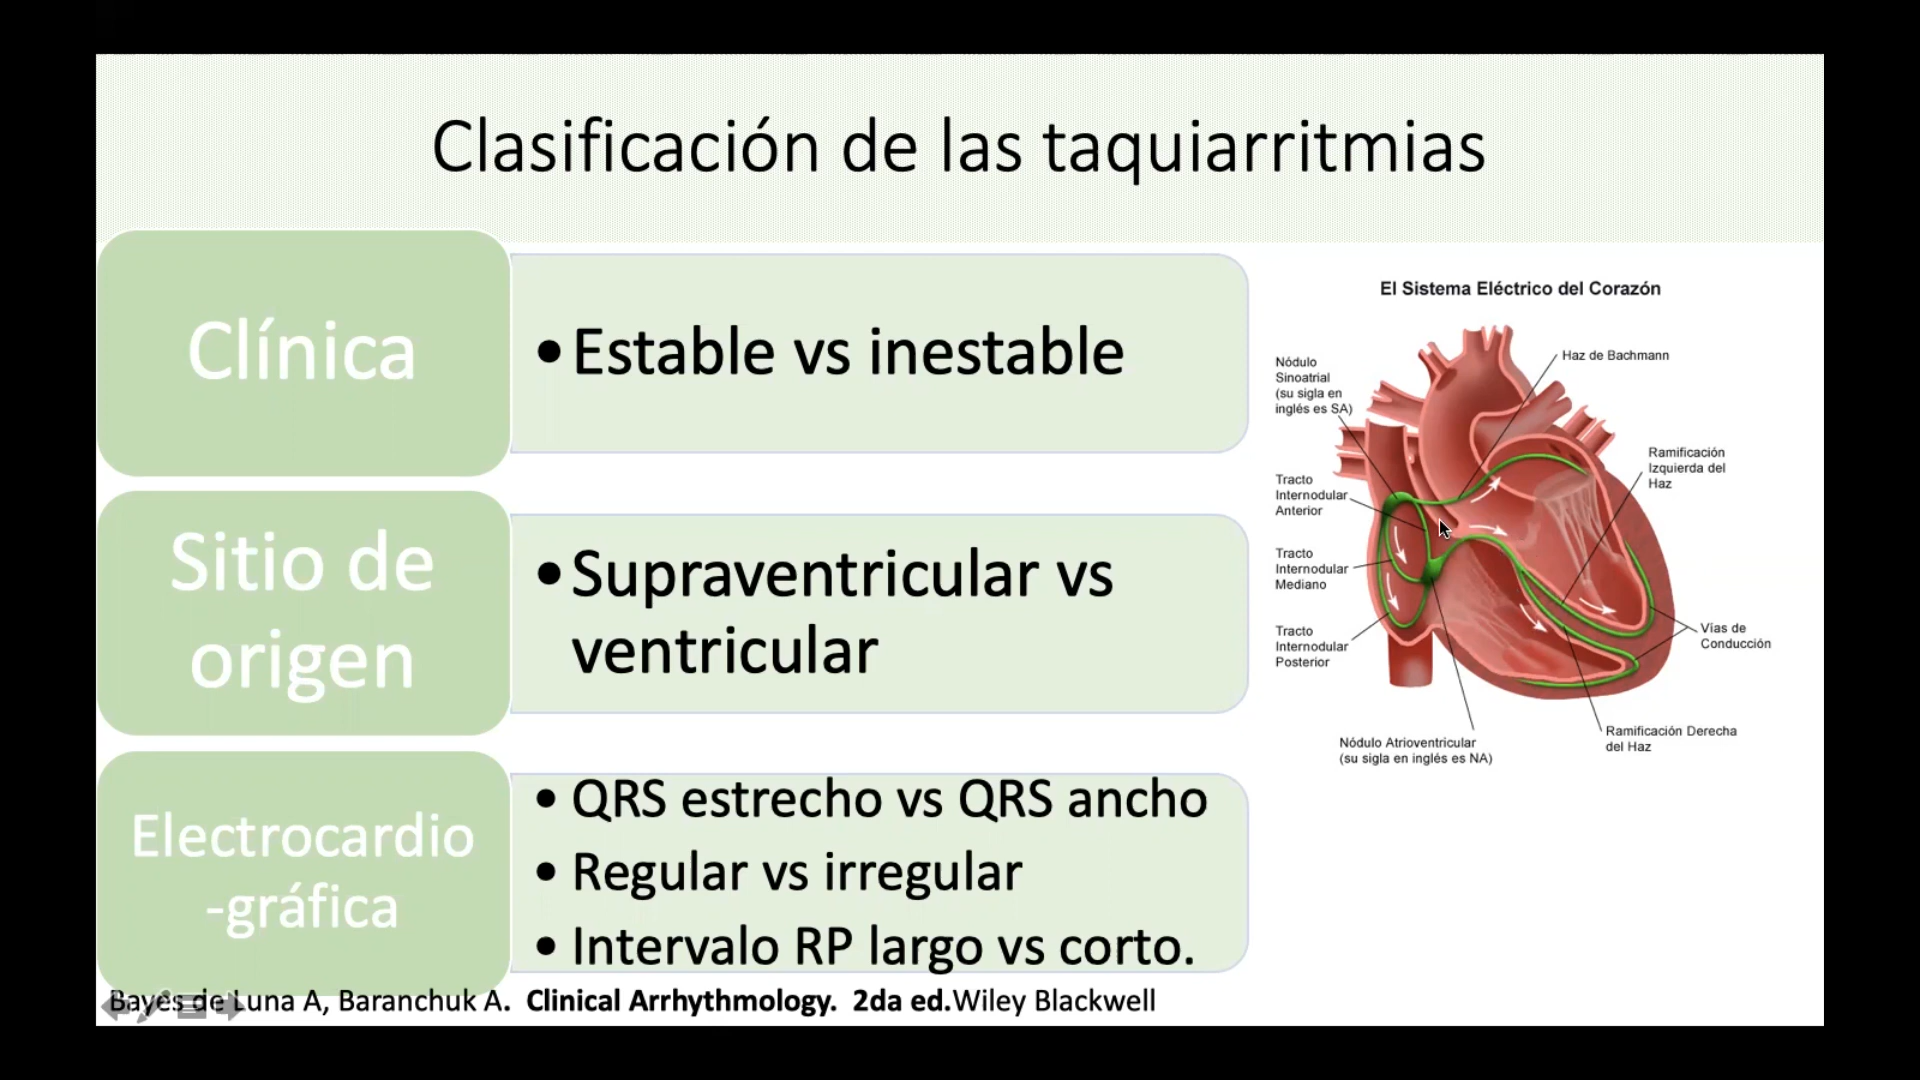 Clasificación de las taquiarritmias
Clínica
• Estable vs inestable
Sitio de
origen
• Supraventricular vs
ventricular
Electrocardio
-gráfica
• QRS estrecho vs QRS ancho
• Regular vs irregular
• Intervalo RP largo vs corto.
Bayés de Luna A, Baranchuk A. Clinical Arrhythmology. 2da ed.Wiley Blackwell
El Sistema Eléctrico del Corazón
Haz de Bachmann
Nódulo
Sinoatrial
(su sigla en
inglés es SA)
Ramificación
Izquierda del
Haz
Tracto
Internodular
Anterior
Tracto
Internodular
Mediano
Tracto
Internodular
Posterior
Vías de
Conducción
Ramificación Derecha
del Haz
Nódulo Atrioventricular
(su sigla en inglés es NA)